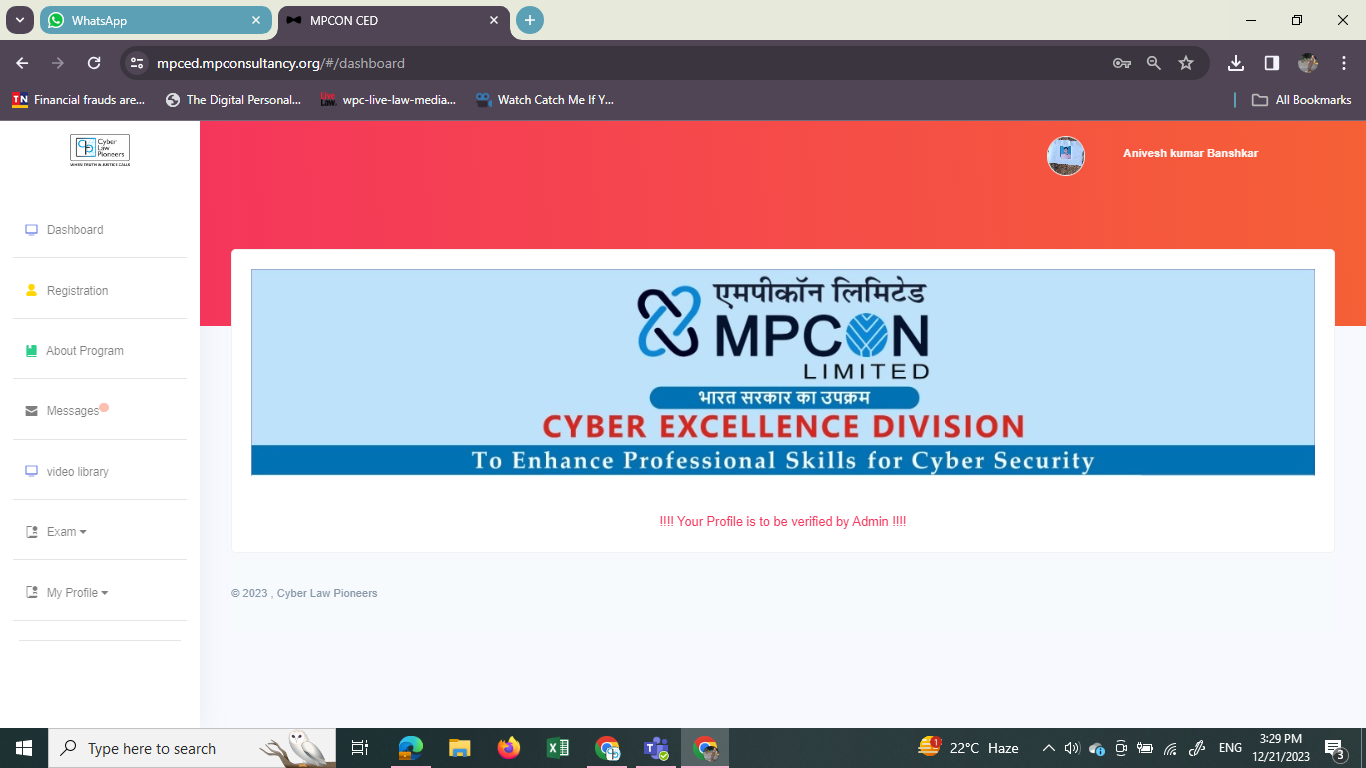 WhatsApp
MPCON CED
mpced.mpconsultancy.org/#/dashboard
TN Financial frauds are...
The Digital Personal...
Live Law. wpc-live-law-media...
Watch Catch Me If Y...
All Bookmarks
Cyber
Law
Pioneers
WHEN TRUTH & JUSTICE CALLS
Anivesh kumar Banshkar
Dashboard
Registration
About Program
Messages
video library
Exam
My Profile
एमपीकॉन लिमिटेड
MPCON
LIMITED
भारत सरकार का उपक्रम
CYBER EXCELLENCE DIVISION
To Enhance Professional Skills for Cyber Security
!!!! Your Profile is to be verified by Admin !!!!
© 2023 , Cyber Law Pioneers
Type here to search
1
22°C Haze
ENG
3:29 PM
12/21/2023
3